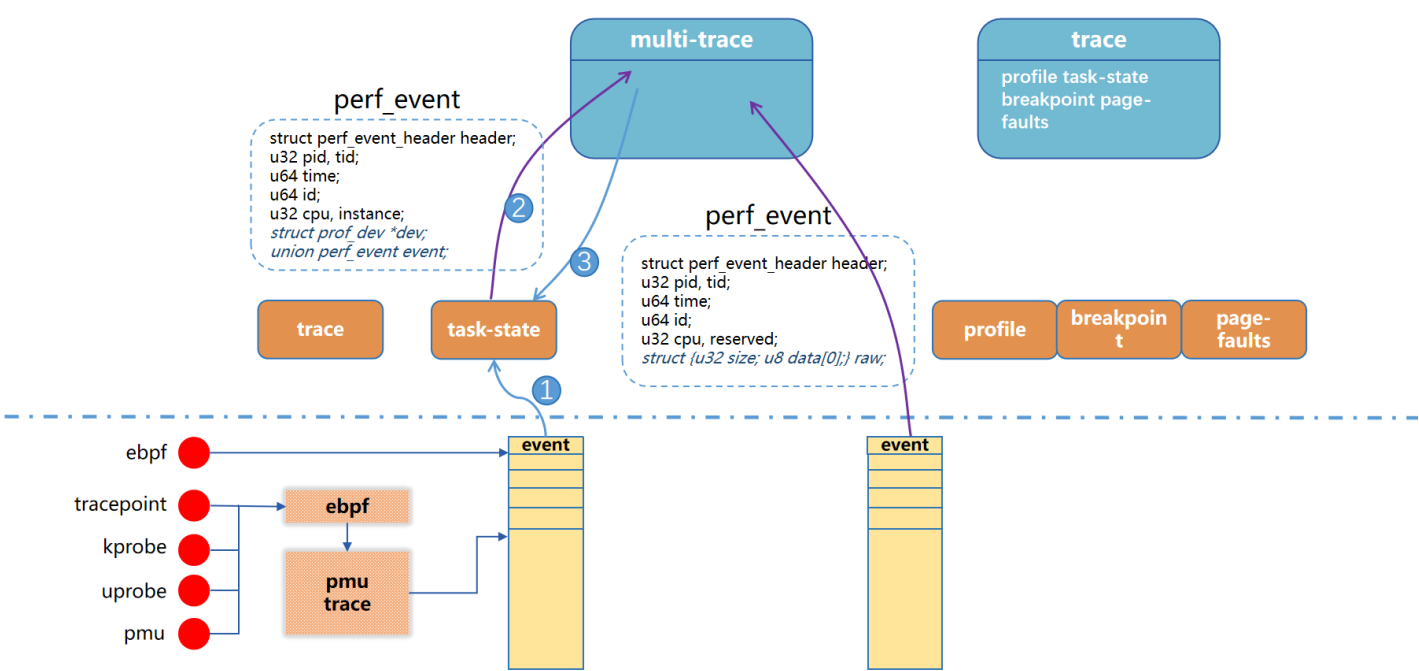 multi-trace
trace
profile task-state
breakpoint page-
faults
perf_event
struct perf_event_header header;
u32 pid, tid;
u64 time;
u64 id;
u32 cpu, instance;
struct prof_dev *dev;
union perf_event event;
2
3
perf_event
struct perf_event_header header;
u32 pid, tid;
u64 time;
u64 id;
u32 cpu, reserved;
struct {u32 size; u8 data[0];} raw;
trace
task-state
profile
breakpoin
t
page-
faults
1
event
event
ebpf
tracepoint
kprobe
uprobe
pmu
ebpf
pmu
trace